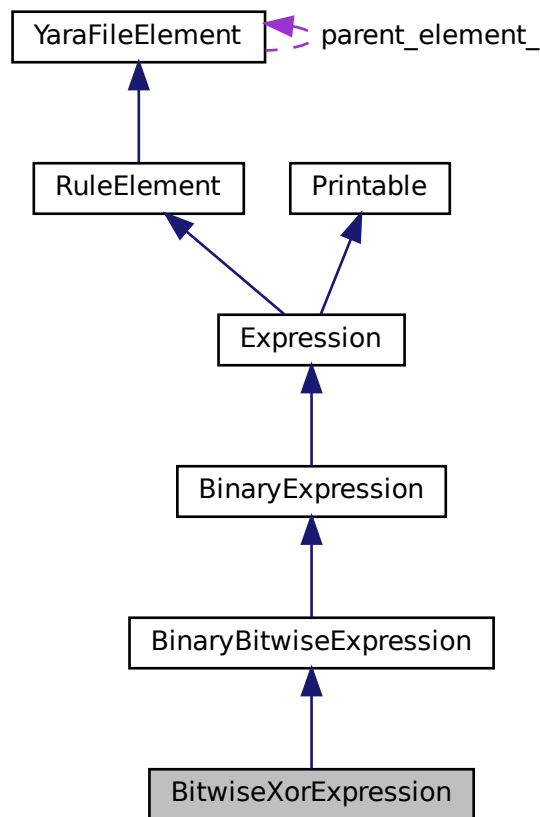 YaraFileElement
parent_element_
RuleElement
Printable
Expression
BinaryExpression
BinaryBitwiseExpression
BitwiseXorExpression